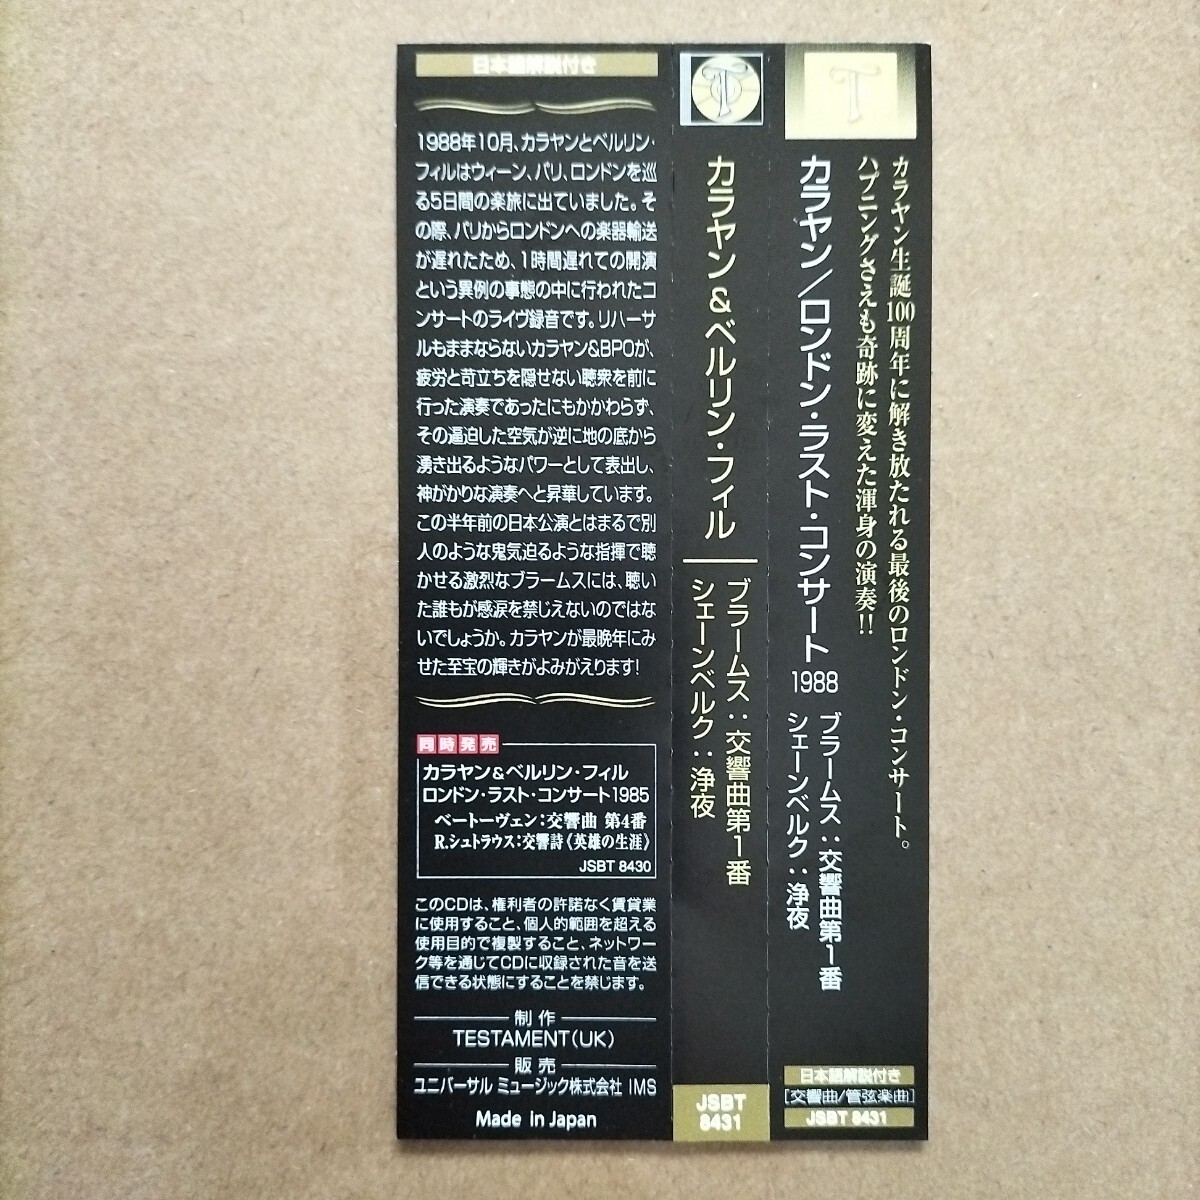 日本語解説付き
1988年10月、カラヤンとベルリン・
フィルはウィーン、パリ、ロンドンを巡
る5日間の楽旅に出ていました。そ
の際、パリからロンドンへの楽器輸送
が遅れたため、1時間遅れての開演
という異例の事態の中に行われたコ
ンサートのライヴ録音です。リハーサ
ルもままならないカラヤン&BPOが、
疲労と苛立ちを隠せない聴衆を前に
行った演奏であったにもかかわらず、
その逼迫した空気が逆に地の底から
湧き出るようなパワーとして表出し、
神がかりな演奏へと昇華しています。
この半年前の日本公演とはまるで別
人のような鬼気迫るような指揮で聴
かせる激烈なブラームスには、聴い
た誰もが感涙を禁じえないのではな
いでしょうか。カラヤンが最晩年にみ
せた至宝の輝きがよみがえります!
同時発売
カラヤン&ベルリン・フィル
ロンドン・ラスト・コンサート1985
ベートーヴェン:交響曲 第4番
R.シュトラウス:交響詩《英雄の生涯》
JSBT 8430
このCDは、権利者の許諾なく賃貸業
に使用すること、個人的範囲を超える
使用目的で複製すること、ネットワー
ク等を通じてCDに収録された音を送
信できる状態にすることを禁じます。
制作
TESTAMENT(UK)
販売
ユニバーサル ミュージック株式会社 IMS
Made in Japan
T
カラヤン&ベルリン・フィル
ブラームス:交響曲第1番
シェーンベルク:浄夜
JSBT
8431
T
カラヤン生誕100周年に解き放たれる最後のロンドン・コンサート。
ハプニングさえも奇跡に変えた渾身の演奏!!
カラヤン/ロンドン・ラスト・コンサート 1988
ブラームス:交響曲第1番
シェーンベルク:浄夜
日本語解説付き
[交響曲/管弦楽曲]
JSBT 8431